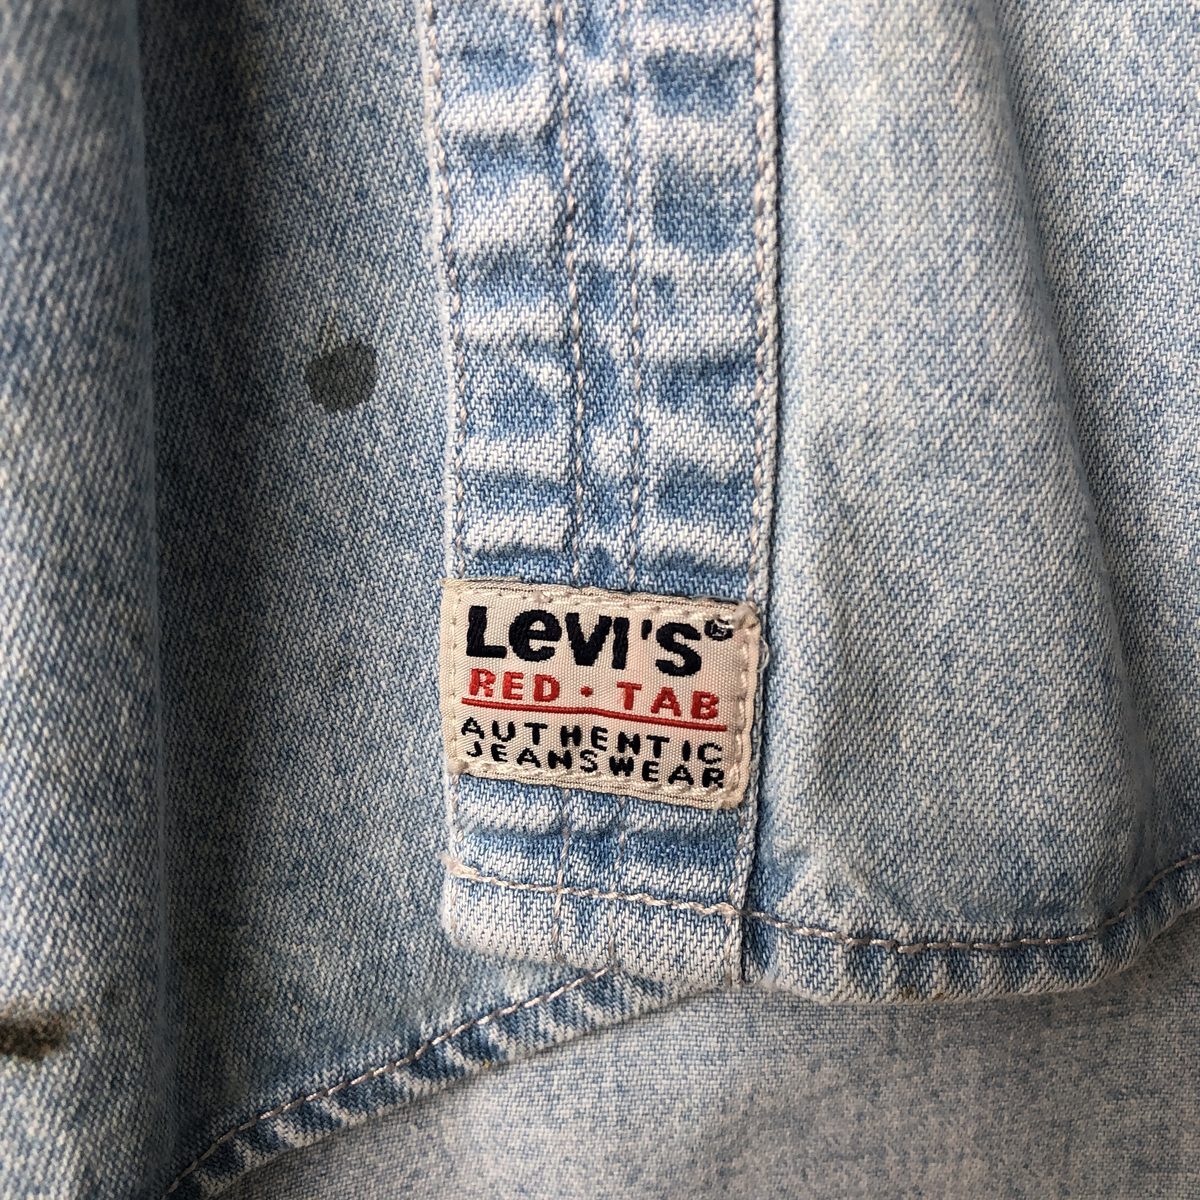 Levi's®
RED · TAB
AUTHENTIC
JEANSWEAR